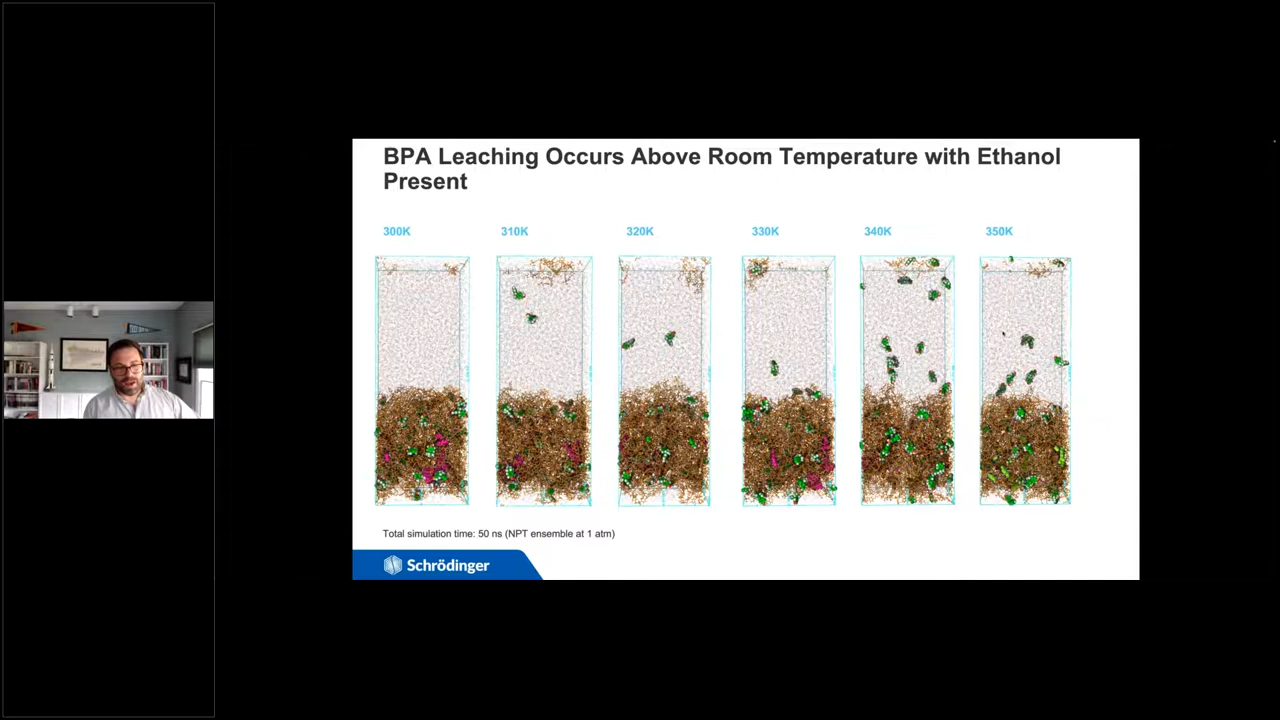 BPA Leaching Occurs Above Room Temperature with Ethanol
Present
300K 310K 320K 330K 340K 350K
Total simulation time: 50 ns (NPT ensemble at 1 atm)
Schrödinger